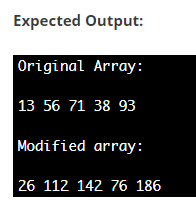 Expected Output:
Original Array:
13 56 71 38 93
Modified array:
26 112 142 76 186